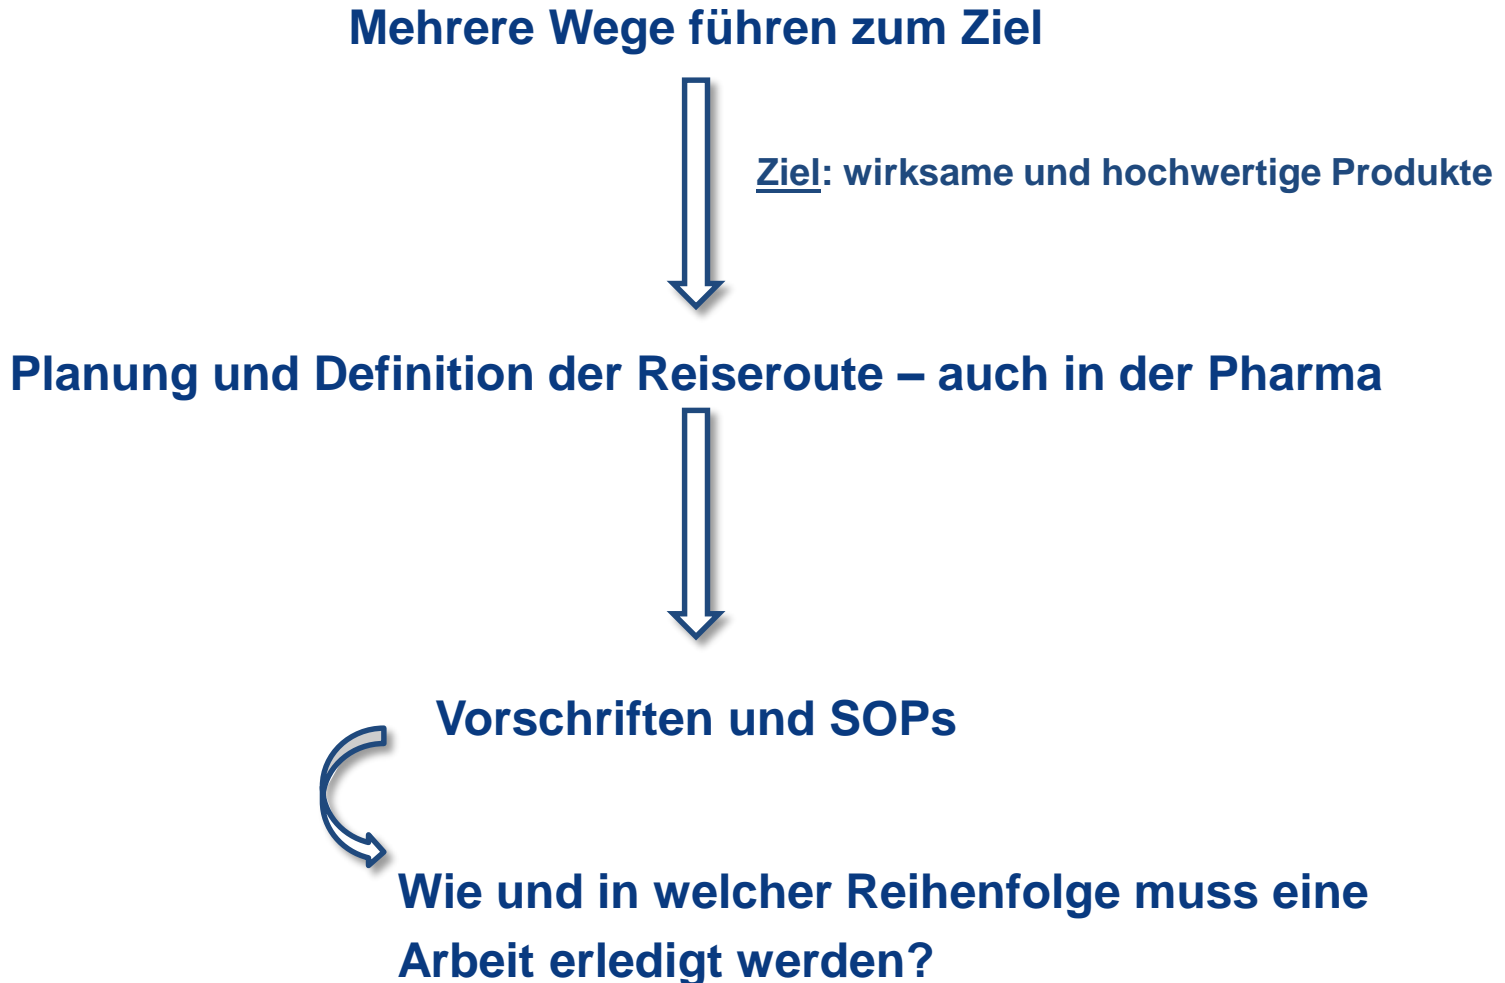 Mehrere Wege führen zum Ziel
Ziel: wirksame und hochwertige Produkte
Planung und Definition der Reiseroute – auch in der Pharma
Vorschriften und SOPs
Wie und in welcher Reihenfolge muss eine
Arbeit erledigt werden?